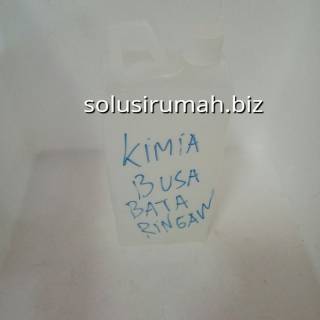 solusirumah.biz
KiMiA
BUSA
BATA
RiNGAN